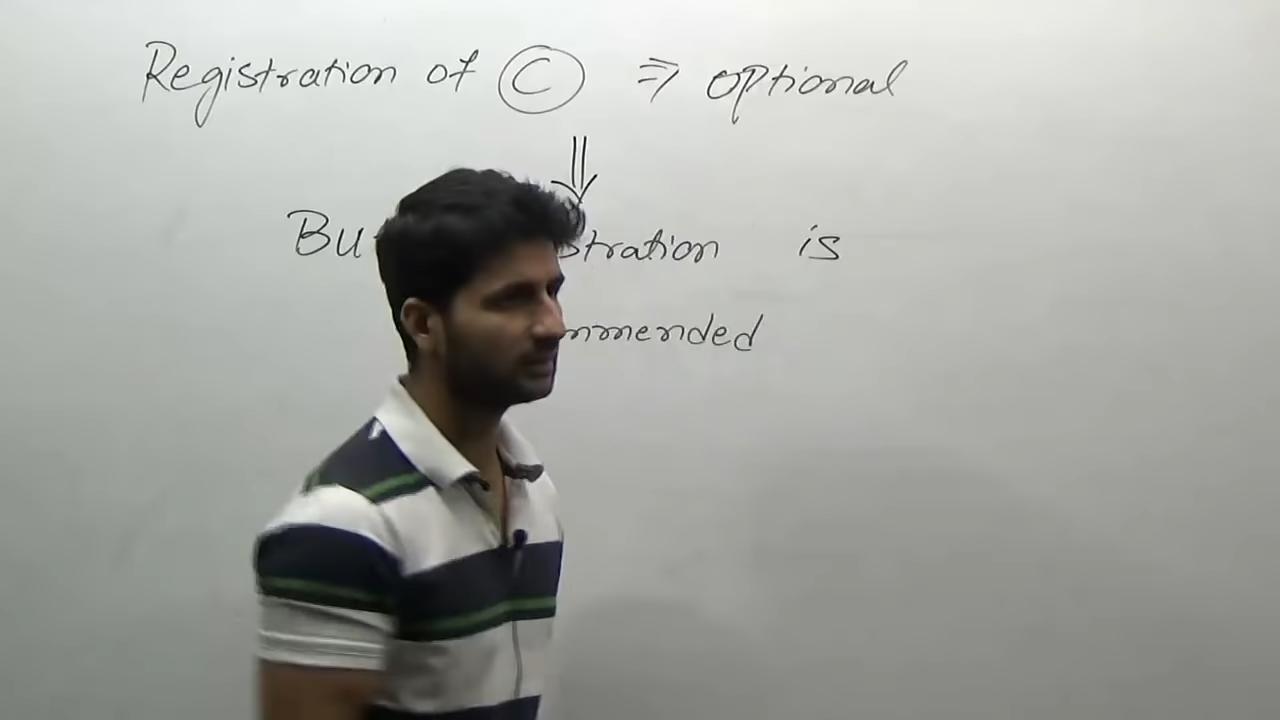 Registration of © ⇒ optional
But stration is
mmended